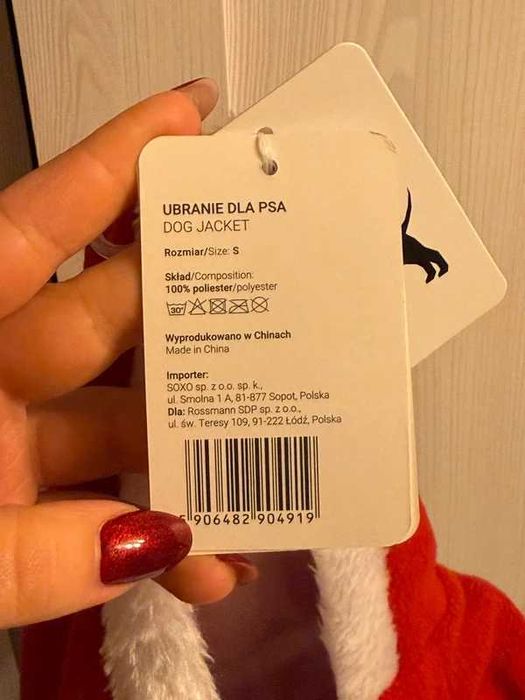 UBRANIE DLA PSA
DOG JACKET
Rozmiar/Size: S
Skład/Composition:
100% poliester/polyester
30°
Wyprodukowano w Chinach
Made in China
Importer:
SOXO sp. z o.o. sp. k.,
ul. Smolna 1 A, 81-877 Sopot, Polska
Dla: Rossmann SDP sp. z o.o.,
ul. św. Teresy 109, 91-222 Łódź, Polska
5 906482 904919